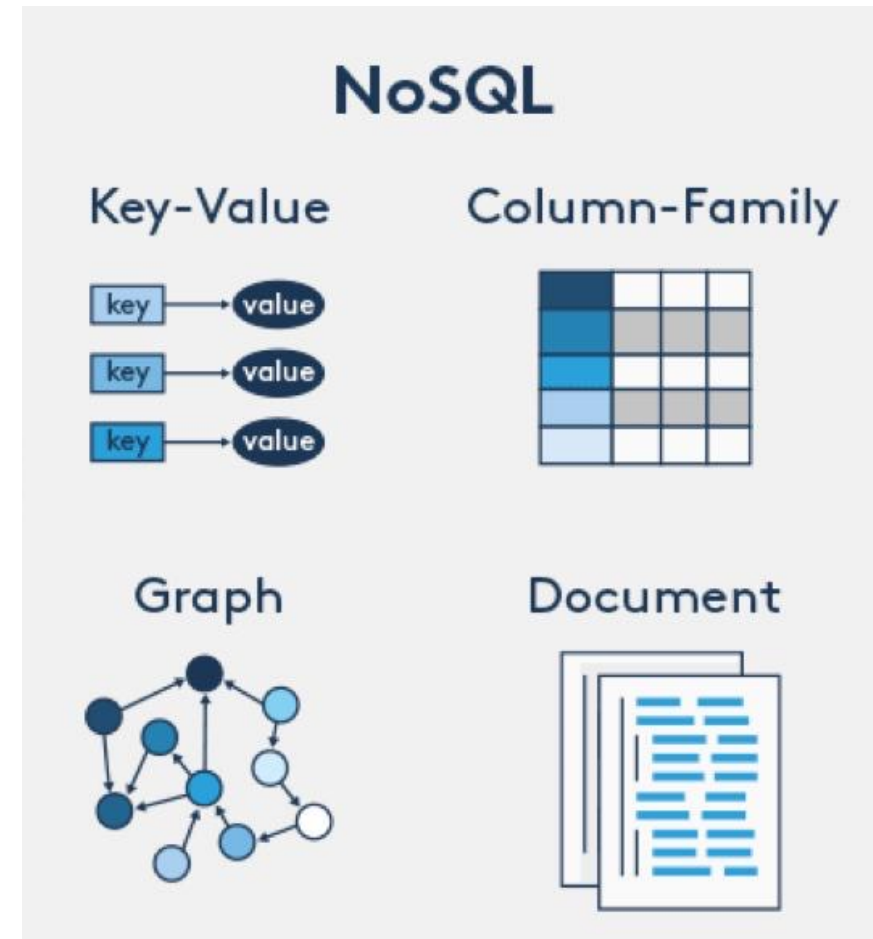 NoSQL
Key-Value
Column-Family
key
value
key
value
key
value
Graph
Document